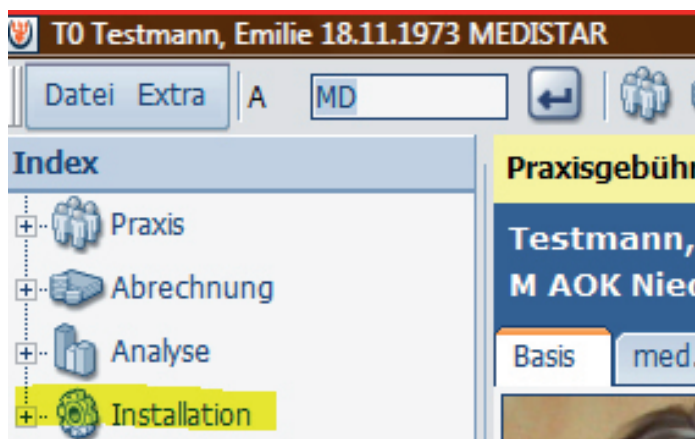 T0 Testmann, Emilie 18.11.1973 MEDISTAR
Datei Extra A MD
Index
Praxis
Abrechnung
Analyse
Installation
Praxisgebühr
Testmann,
M AOK Nied
Basis med.